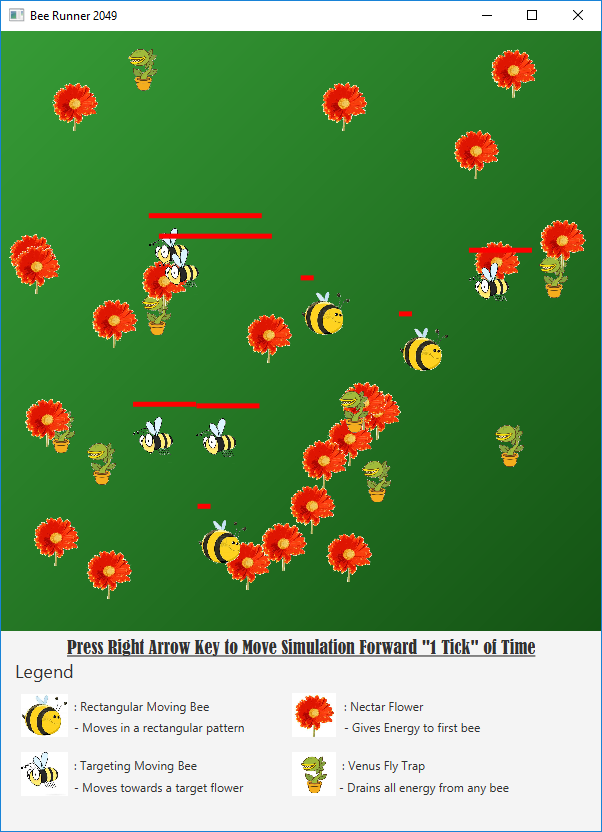 Bee Runner 2049
Press Right Arrow Key to Move Simulation Forward "1 Tick" of Time
Legend
: Rectangular Moving Bee
- Moves in a rectangular pattern
: Nectar Flower
- Gives Energy to first bee
: Targeting Moving Bee
- Moves towards a target flower
: Venus Fly Trap
- Drains all energy from any bee